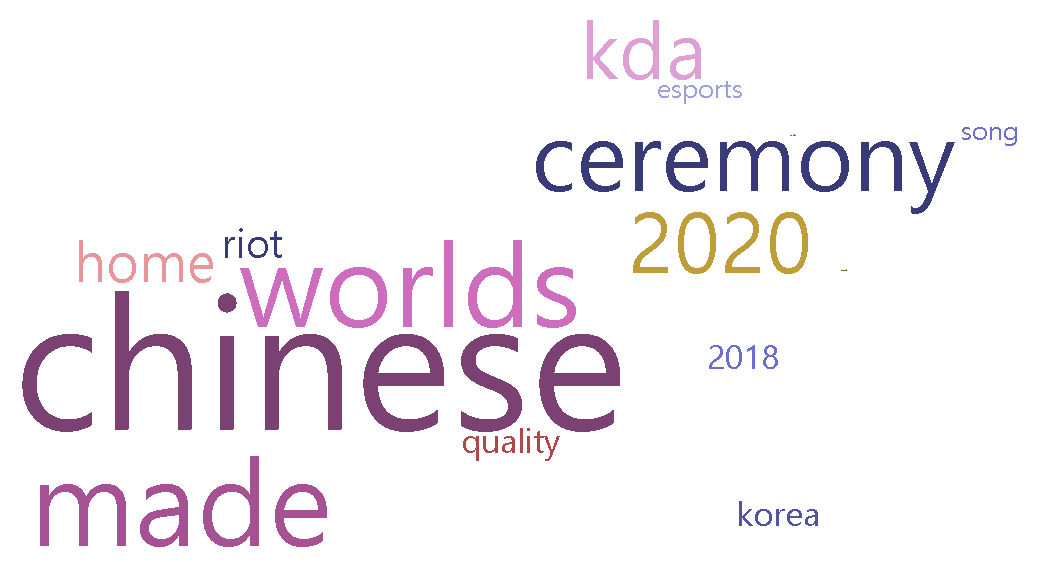 kda
esports
song
ceremony
2020
riot
home
worlds
chinese
2018
quality
made
korea